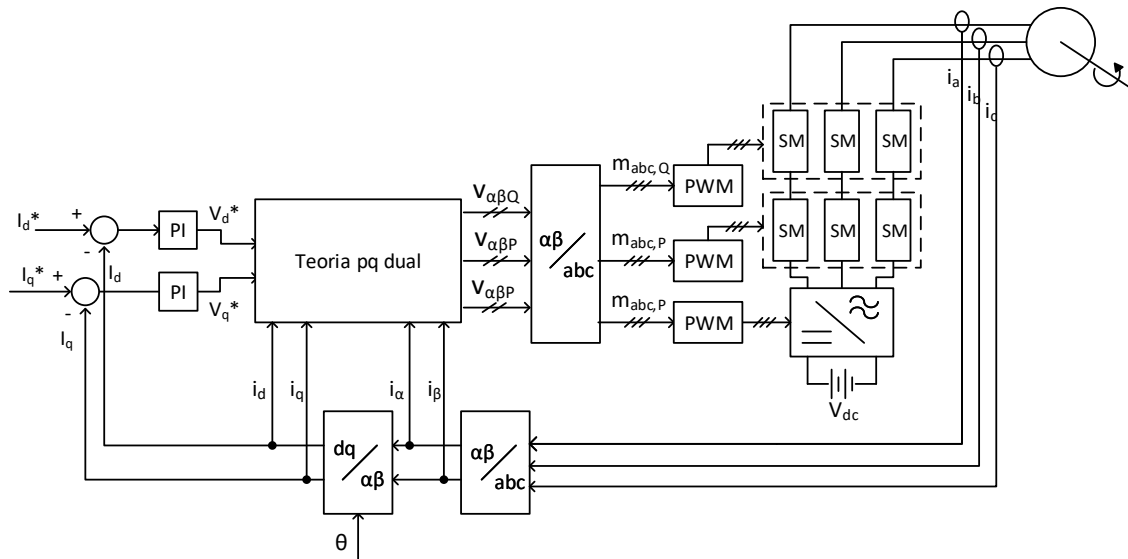 i_a
i_b
i_c
SM SM SM
m_abc,Q
PWM
v_αβQ
I_d*
+
-
PI
V_d*
Teoria pq dual
v_αβP
αβ
abc
m_abc,P
PWM
SM SM SM
I_q*
+
-
I_d
PI
V_q*
v_αβP
m_abc,P
PWM
I_q
i_d
i_q
i_α
i_β
V_dc
dq
αβ
αβ
abc
θ